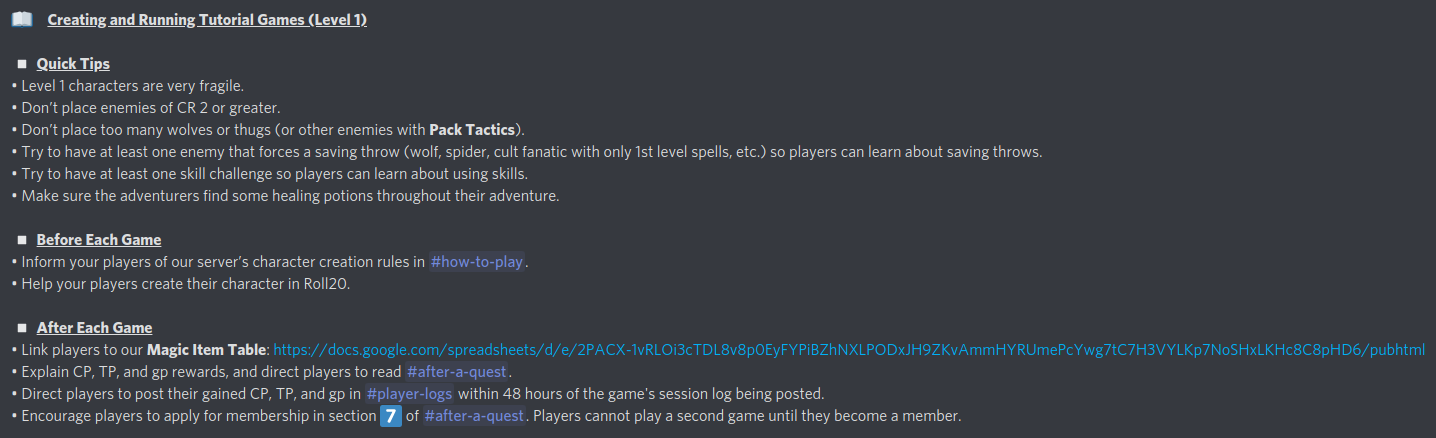 📖 Creating and Running Tutorial Games (Level 1)
◽ Quick Tips
• Level 1 characters are very fragile.
• Don't place enemies of CR 2 or greater.
• Don't place too many wolves or thugs (or other enemies with Pack Tactics).
• Try to have at least one enemy that forces a saving throw (wolf, spider, cult fanatic with only 1st level spells, etc.) so players can learn about saving throws.
• Try to have at least one skill challenge so players can learn about using skills.
• Make sure the adventurers find some healing potions throughout their adventure.
◽ Before Each Game
• Inform your players of our server's character creation rules in #how-to-play.
• Help your players create their character in Roll20.
◽ After Each Game
• Link players to our Magic Item Table: https://docs.google.com/spreadsheets/d/e/2PACX-1vRLOi3cTDL8v8p0EyFYPiBZhNXLPODxJH9ZKvAmmHYRUmePcYwg7tC7H3VYLKp7NoSHxLKHc8C8pHD6/pubhtml
• Explain CP, TP, and gp rewards, and direct players to read #after-a-quest.
• Direct players to post their gained CP, TP, and gp in #player-logs within 48 hours of the game's session log being posted.
• Encourage players to apply for membership in section 7 of #after-a-quest. Players cannot play a second game until they become a member.